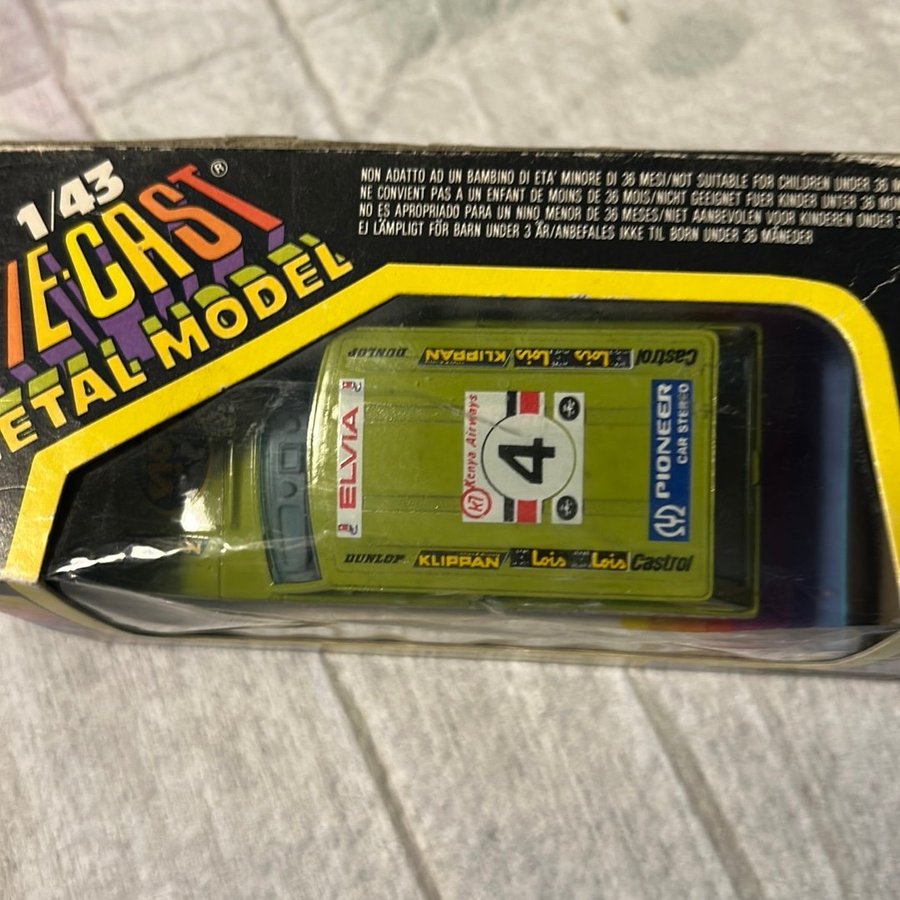 1/43
DIE-CAST®
METAL MODEL
NON ADATTO AD UN BAMBINO DI ETA' MINORE DI 36 MESI/NOT SUITABLE FOR CHILDREN UNDER 36 M
NE CONVIENT PAS A UN ENFANT DE MOINS DE 36 MOIS/NICHT GEEIGNET FUER KINDER UNTER 36 MON
NO ES APROPRIADO PARA UN NINO MENOR DE 36 MESES/NIET AANBEVOLEN VOOR KINDEREN ONDER 3
EJ LÄMPLIGT FÖR BARN UNDER 3 ÅR/ANBEFALES IKKE TIL BORN UNDER 36 MÅNEDER
DUNLOP KLIPPAN Lois Lois Castrol
ELVIA
Kenya Airways
4
PIONEER
CAR STEREO
DUNLOP KLIPPAN Lois Lois Castrol